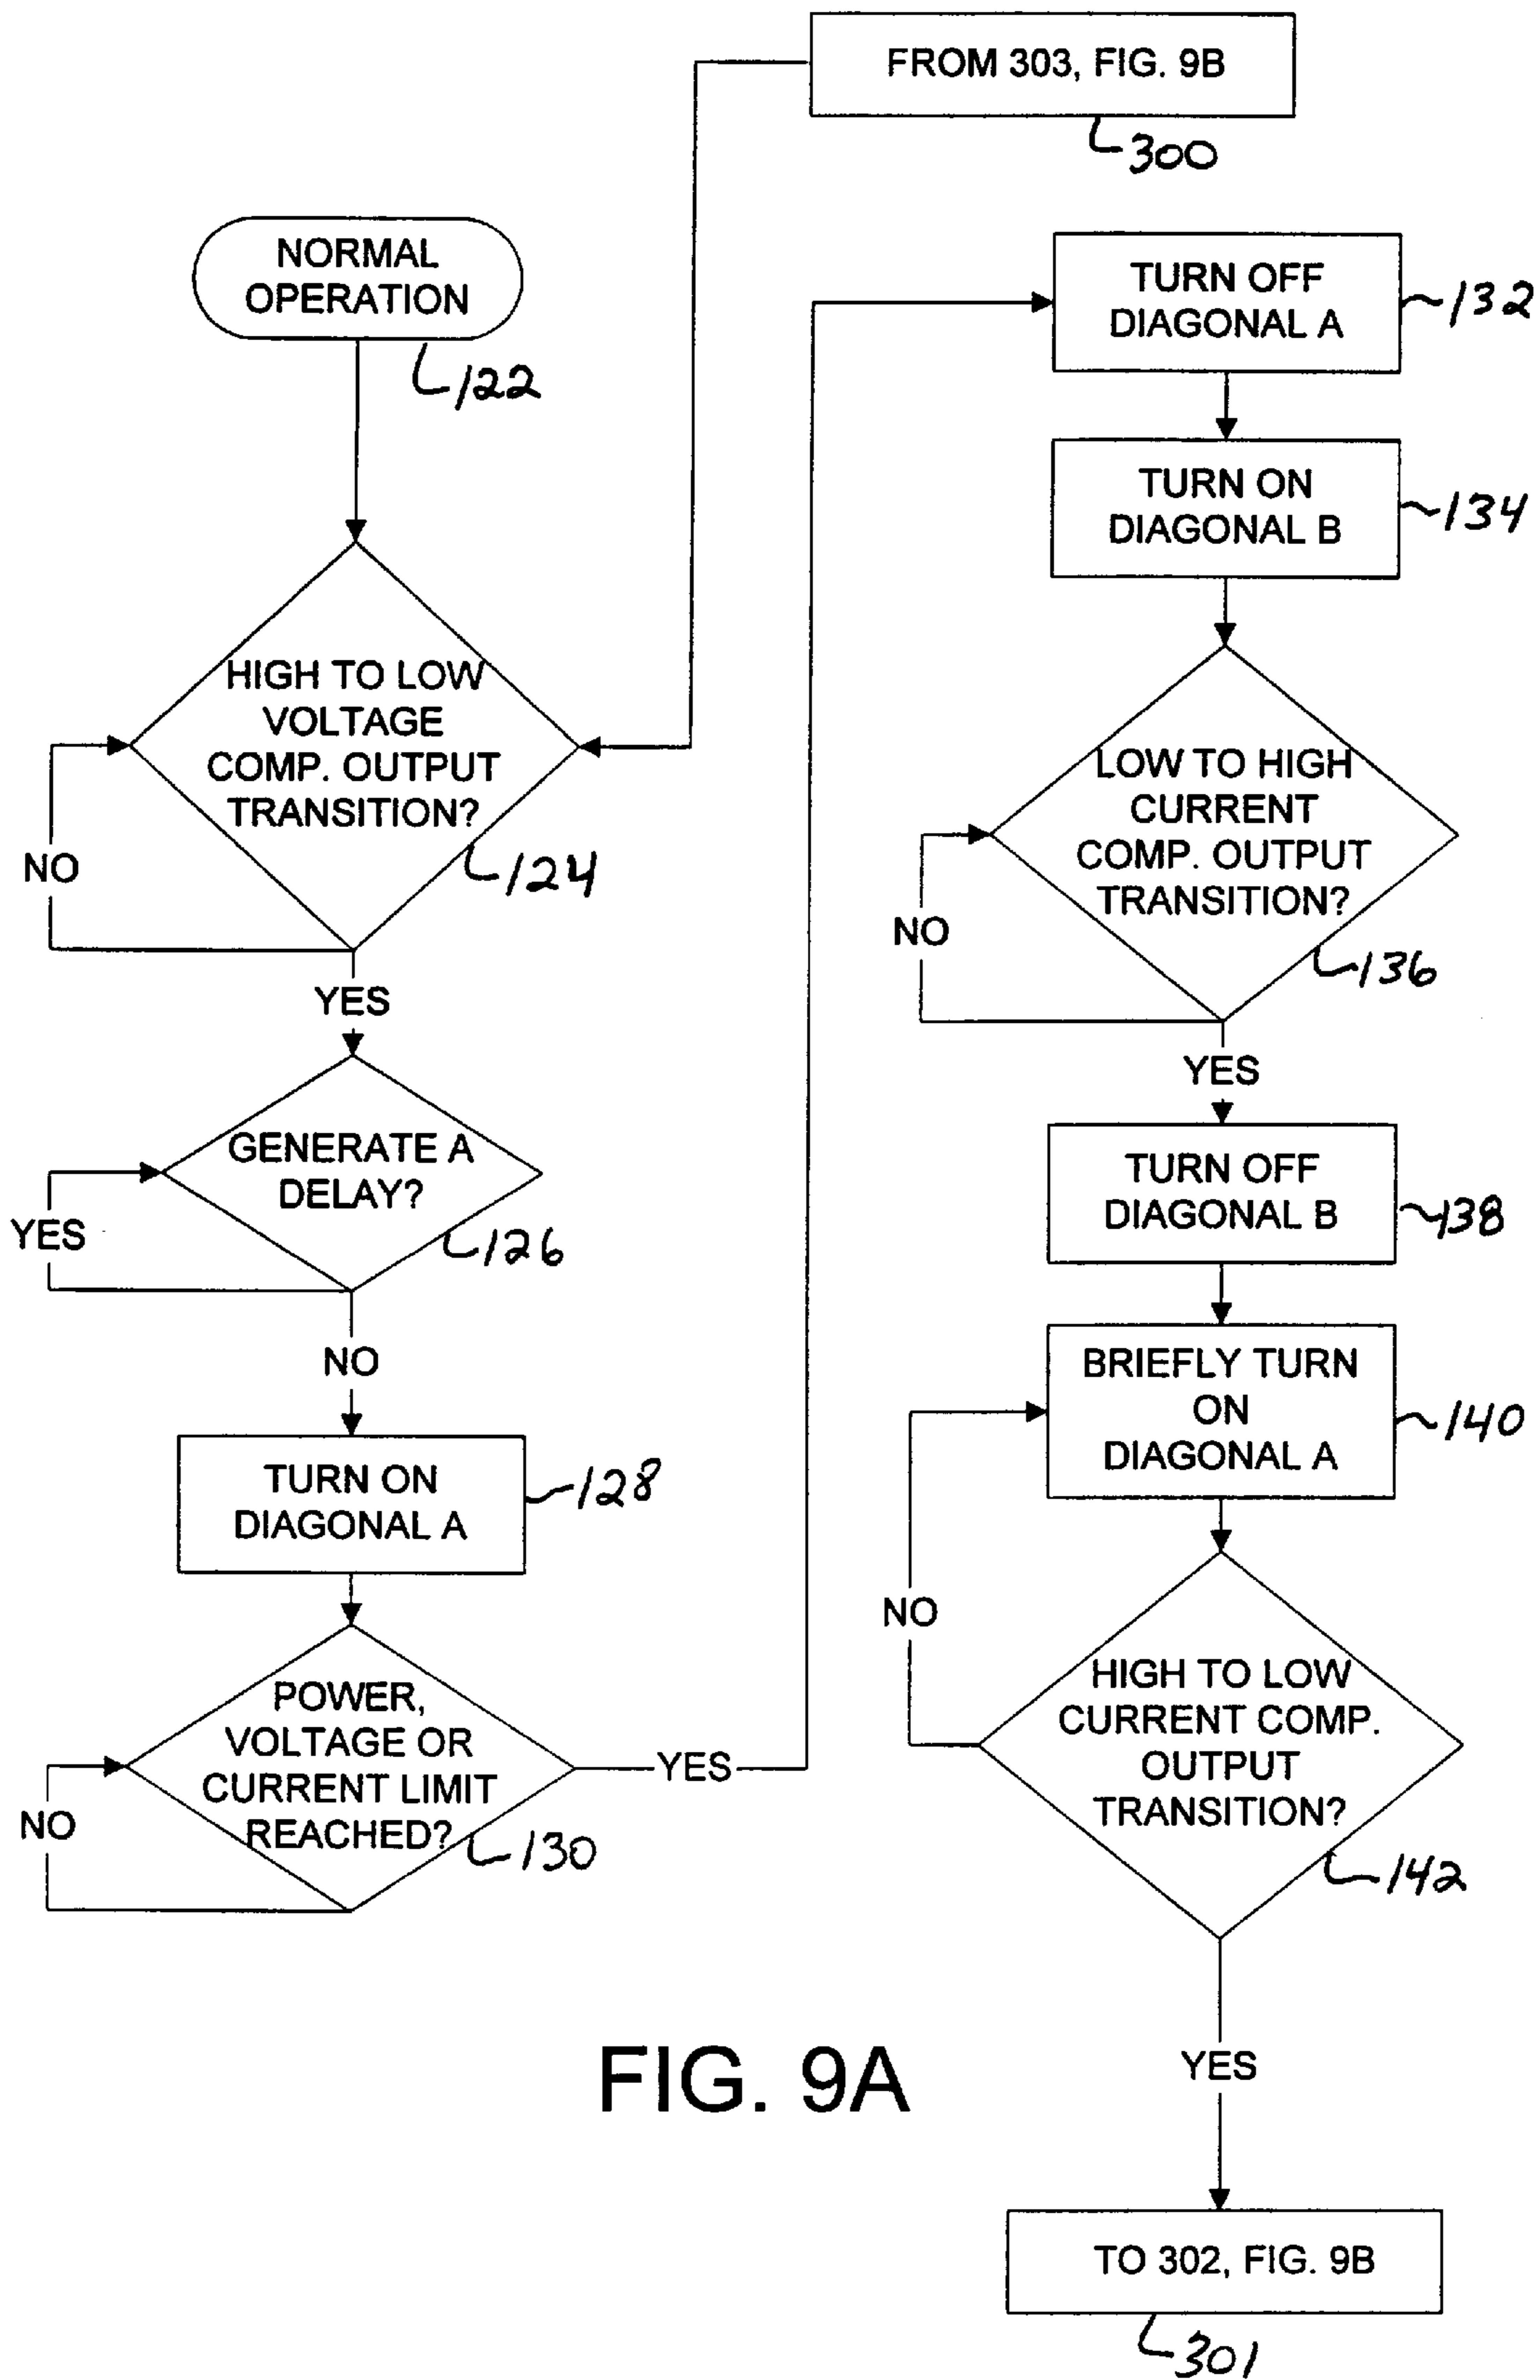 FROM 303, FIG. 9B
300
NORMAL
OPERATION
122
HIGH TO LOW
VOLTAGE
COMP. OUTPUT
TRANSITION?
124
NO
YES
GENERATE A
DELAY?
126
YES
NO
TURN ON
DIAGONAL A
128
POWER,
VOLTAGE OR
CURRENT LIMIT
REACHED?
130
NO
YES
TURN OFF
DIAGONAL A
132
TURN ON
DIAGONAL B
134
LOW TO HIGH
CURRENT
COMP. OUTPUT
TRANSITION?
136
NO
YES
TURN OFF
DIAGONAL B
138
BRIEFLY TURN
ON
DIAGONAL A
140
NO
HIGH TO LOW
CURRENT COMP.
OUTPUT
TRANSITION?
142
YES
TO 302, FIG. 9B
301
FIG. 9A